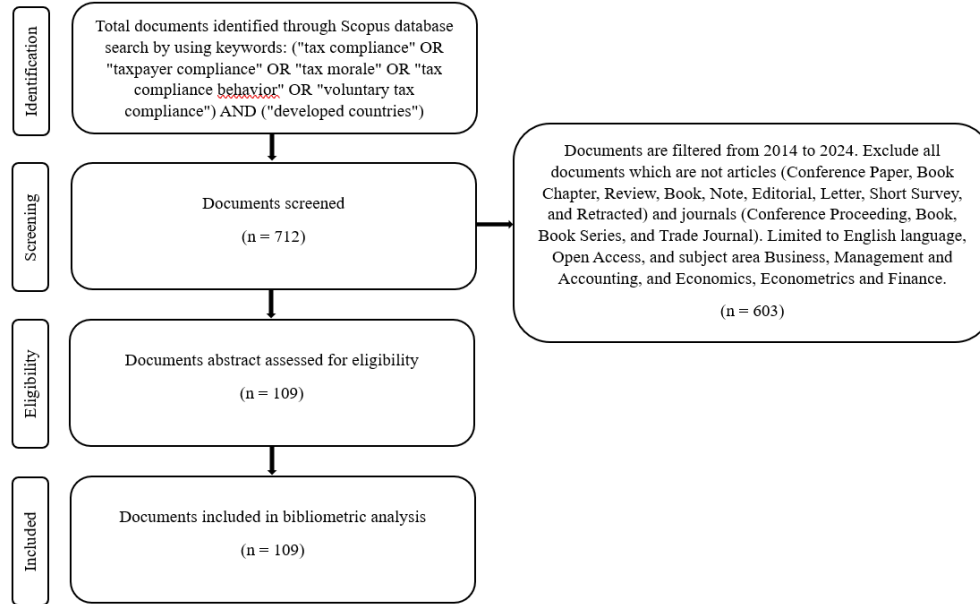 Identification
Total documents identified through Scopus database
search by using keywords: ("tax compliance" OR
"taxpayer compliance" OR "tax morale" OR "tax
compliance behavior" OR "voluntary tax
compliance") AND ("developed countries")
Screening
Documents screened
(n = 712)
Documents are filtered from 2014 to 2024. Exclude all
documents which are not articles (Conference Paper, Book
Chapter, Review, Book, Note, Editorial, Letter, Short Survey,
and Retracted) and journals (Conference Proceeding, Book,
Book Series, and Trade Journal). Limited to English language,
Open Access, and subject area Business, Management and
Accounting, and Economics, Econometrics and Finance.
(n = 603)
Eligibility
Documents abstract assessed for eligibility
(n = 109)
Included
Documents included in bibliometric analysis
(n = 109)